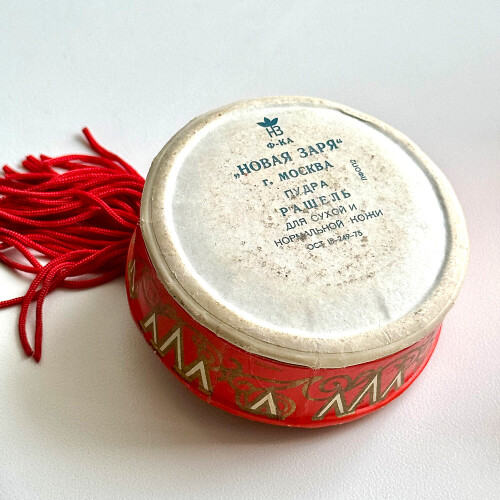 НЗ
Ф-КА
„НОВАЯ ЗАРЯ“
Г. МОСКВА
ПУДРА
РАШЕЛЬ
ДЛЯ СУХОЙ И
НОРМАЛЬНОЙ КОЖИ
ОСТ 18-249-75